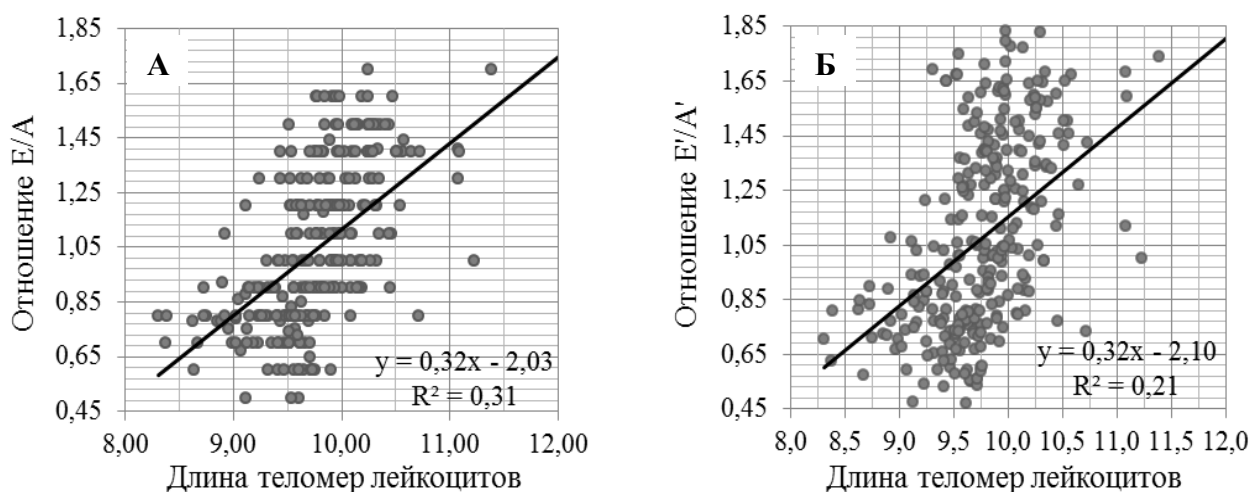 А
Отношение E/A
1,85
1,65
1,45
1,25
1,05
0,85
0,65
0,45
y = 0,32x - 2,03
R² = 0,31
8,00 9,00 10,00 11,00 12,00
Длина теломер лейкоцитов
Б
Отношение E'/A'
1,85
1,65
1,45
1,25
1,05
0,85
0,65
0,45
y = 0,32x - 2,10
R² = 0,21
8,0 8,5 9,0 9,5 10,0 10,5 11,0 11,5 12,0
Длина теломер лейкоцитов